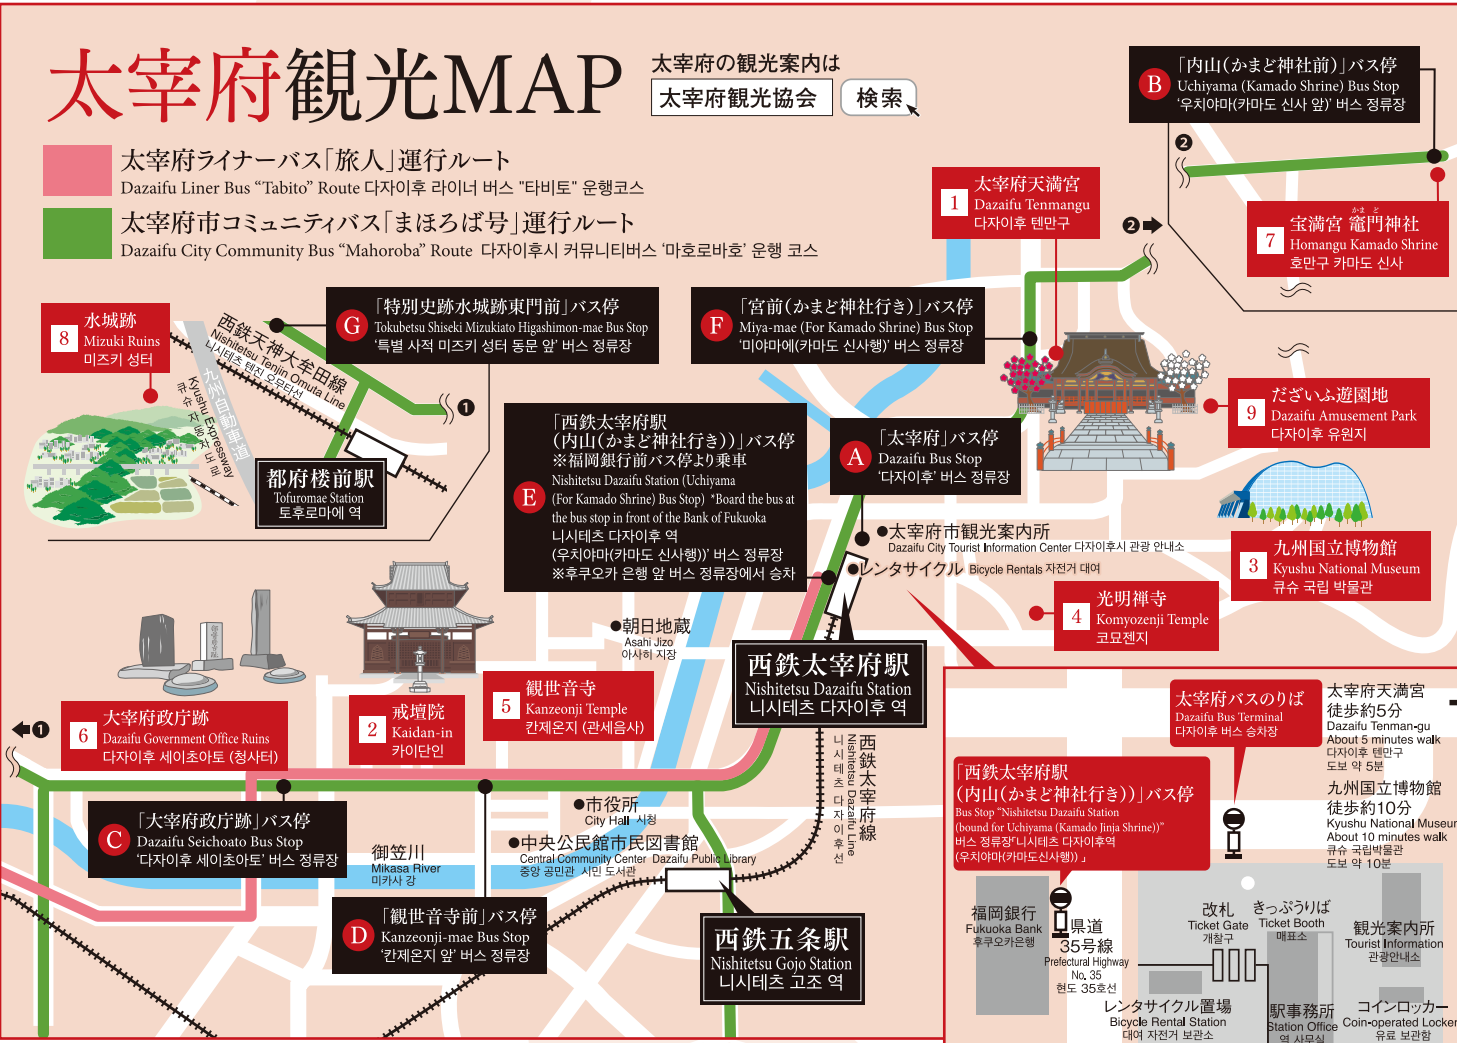 太宰府観光MAP
太宰府の観光案内は
太宰府観光協会 検索
太宰府ライナーバス「旅人」運行ルート
Dazaifu Liner Bus “Tabito” Route 다자이후 라이너 버스 "타비토" 운행코스
太宰府市コミュニティバス「まほろば号」運行ルート
Dazaifu City Community Bus “Mahoroba” Route 다자이후시 커뮤니티버스 ‘마호로바호’ 운행 코스
B
「内山(かまど神社前)」バス停
Uchiyama (Kamado Shrine) Bus Stop
‘우치야마(카마도 신사 앞)’ 버스 정류장
❷
❷
1
太宰府天満宮
Dazaifu Tenmangu
다자이후 텐만구
7
かまど
宝満宮 竈門神社
Homangu Kamado Shrine
호만구 카마도 신사
8
水城跡
Mizuki Ruins
미즈키 성터
西鉄天神大牟田線
Nishitetsu Tenjin Omuta Line
니시테츠 텐진 오무타선
九州自動車道
Kyushu Expressway
큐슈 자동차도로
G
「特別史跡水城跡東門前」バス停
Tokubetsu Shiseki Mizukiato Higashimon-mae Bus Stop
‘특별 사적 미즈키 성터 동문 앞’ 버스 정류장
❶
都府楼前駅
Tofuromae Station
토후로마에 역
F
「宮前(かまど神社行き)」バス停
Miya-mae (For Kamado Shrine) Bus Stop
‘미야마에(카마도 신사행)’ 버스 정류장
E
「西鉄太宰府駅
(内山(かまど神社行き))」バス停
※福岡銀行前バス停より乗車
Nishitetsu Dazaifu Station (Uchiyama
(For Kamado Shrine) Bus Stop) *Board the bus at
the bus stop in front of the Bank of Fukuoka
니시테츠 다자이후 역
(우치야마(카마도 신사행))’ 버스 정류장
※후쿠오카 은행 앞 버스 정류장에서 승차
A
「太宰府」バス停
Dazaifu Bus Stop
‘다자이후’ 버스 정류장
9
だざいふ遊園地
Dazaifu Amusement Park
다자이후 유원지
●太宰府市観光案内所
Dazaifu City Tourist Information Center 다자이후시 관광 안내소
●レンタサイクル Bicycle Rentals 자전거 대여
3
九州国立博物館
Kyushu National Museum
큐슈 국립 박물관
4
光明禅寺
Komyozenji Temple
코묘젠지
●朝日地蔵
Asahi Jizo
아사히 지장
西鉄太宰府駅
Nishitetsu Dazaifu Station
니시테츠 다자이후 역
5
観世音寺
Kanzeonji Temple
칸제온지 (관세음사)
2
戒壇院
Kaidan-in
카이단인
❶
6
大宰府政庁跡
Dazaifu Government Office Ruins
다자이후 세이초아토 (청사터)
西鉄太宰府線
Nishitetsu Dazaifu Line
니시테츠 다자이후선
C
「大宰府政庁跡」バス停
Dazaifu Seichoato Bus Stop
‘다자이후 세이초아토’ 버스 정류장
御笠川
Mikasa River
미카사 강
●市役所
City Hall 시청
●中央公民館市民図書館
Central Community Center Dazaifu Public Library
중앙 공민관 시민 도서관
D
「観世音寺前」バス停
Kanzeonji-mae Bus Stop
‘칸제온지 앞’ 버스 정류장
西鉄五条駅
Nishitetsu Gojo Station
니시테츠 고조 역
太宰府バスのりば
Dazaifu Bus Terminal
다자이후 버스 승차장
太宰府天満宮
徒歩約5分
Dazaifu Tenman-gu
About 5 minutes walk
다자이후 텐만구
도보 약 5분
九州国立博物館
徒歩約10分
Kyushu National Museum
About 10 minutes walk
큐슈 국립박물관
도보 약 10분
「西鉄太宰府駅
(内山(かまど神社行き))」バス停
Bus Stop “Nishitetsu Dazaifu Station
(bound for Uchiyama (Kamado Jinja Shrine))”
버스 정류장「니시테츠 다자이후역
(우치야마(카마도신사행))」
福岡銀行
Fukuoka Bank
후쿠오카은행
県道
35号線
Prefectural Highway
No. 35
현도 35호선
改札
Ticket Gate
개찰구
きっぷうりば
Ticket Booth
매표소
観光案内所
Tourist Information
관광안내소
レンタサイクル置場
Bicycle Rental Station
대여 자전거 보관소
駅事務所
Station Office
역 사무실
コインロッカー
Coin-operated Locker
유료 보관함